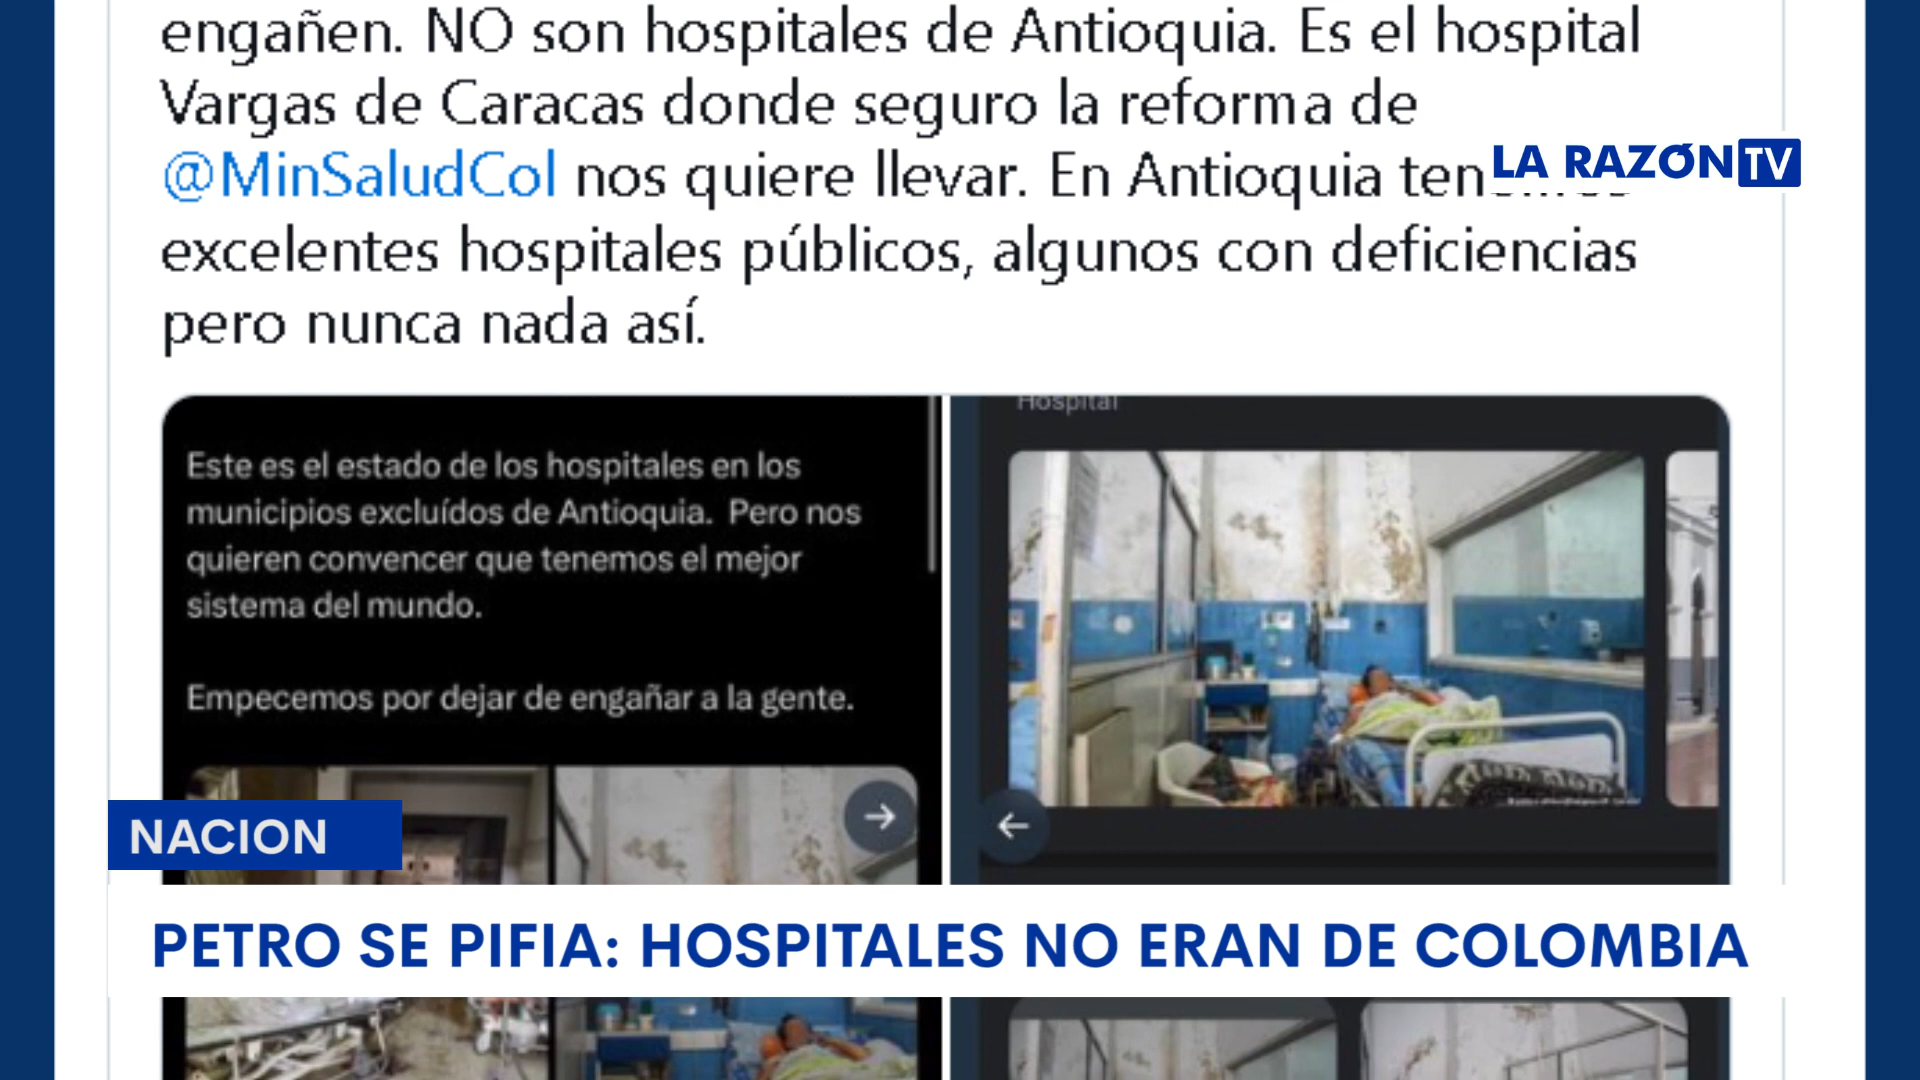 engañen. NO son hospitales de Antioquia. Es el hospital
Vargas de Caracas donde seguro la reforma de
@MinSaludCol nos quiere llevar. En Antioquia
LA RAZÓN TV
excelentes hospitales públicos, algunos con deficiencias
pero nunca nada así.
Hospital
Este es el estado de los hospitales en los
municipios excluídos de Antioquia. Pero nos
quieren convencer que tenemos el mejor
sistema del mundo.
Empecemos por dejar de engañar a la gente.
NACION
PETRO SE PIFIA: HOSPITALES NO ERAN DE COLOMBIA